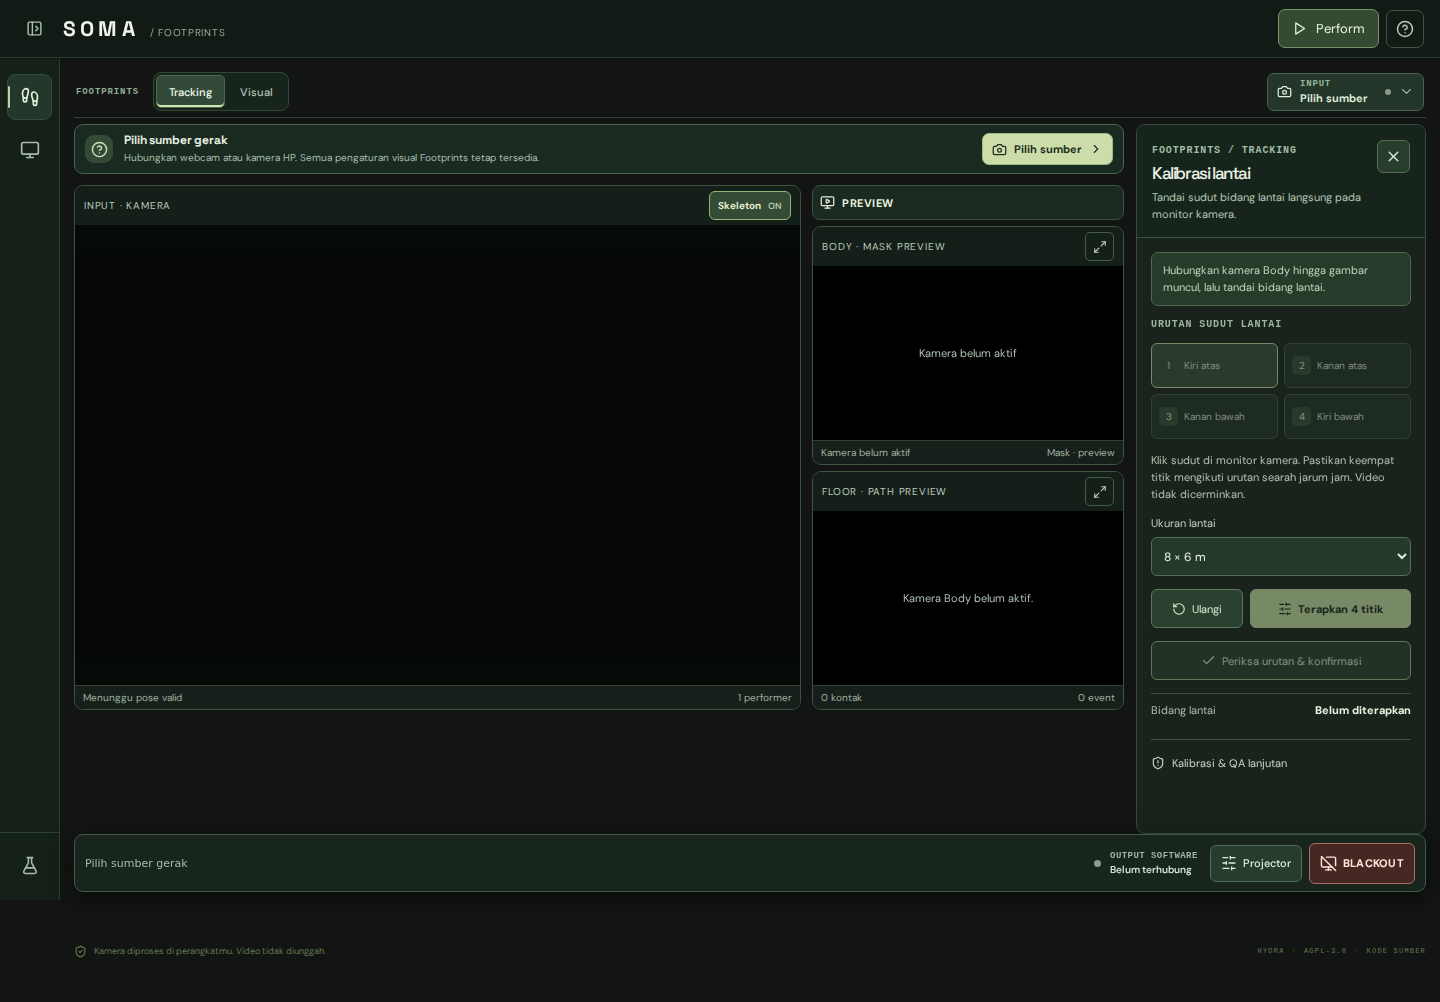 SOMA / FOOTPRINTS
Perform
FOOTPRINTS
Tracking
Visual
INPUT
Pilih sumber
Pilih sumber gerak
Hubungkan webcam atau kamera HP. Semua pengaturan visual Footprints tetap tersedia.
Pilih sumber
INPUT · KAMERA
Skeleton ON
Menunggu pose valid
1 performer
PREVIEW
BODY · MASK PREVIEW
Kamera belum aktif
Kamera belum aktif
Mask · preview
FLOOR · PATH PREVIEW
Kamera Body belum aktif.
0 kontak
0 event
FOOTPRINTS / TRACKING
Kalibrasi lantai
Tandai sudut bidang lantai langsung pada
monitor kamera.
Hubungkan kamera Body hingga gambar
muncul, lalu tandai bidang lantai.
URUTAN SUDUT LANTAI
1 Kiri atas
2 Kanan atas
3 Kanan bawah
4 Kiri bawah
Klik sudut di monitor kamera. Pastikan keempat
titik mengikuti urutan searah jarum jam. Video
tidak dicerminkan.
Ukuran lantai
8 × 6 m
Ulangi
Terapkan 4 titik
Periksa urutan & konfirmasi
Bidang lantai
Belum diterapkan
Kalibrasi & QA lanjutan
Pilih sumber gerak
OUTPUT SOFTWARE
Belum terhubung
Projector
BLACKOUT
Kamera diproses di perangkatmu. Video tidak diunggah.
HYDRA · AGPL-3.0 · KODE SUMBER